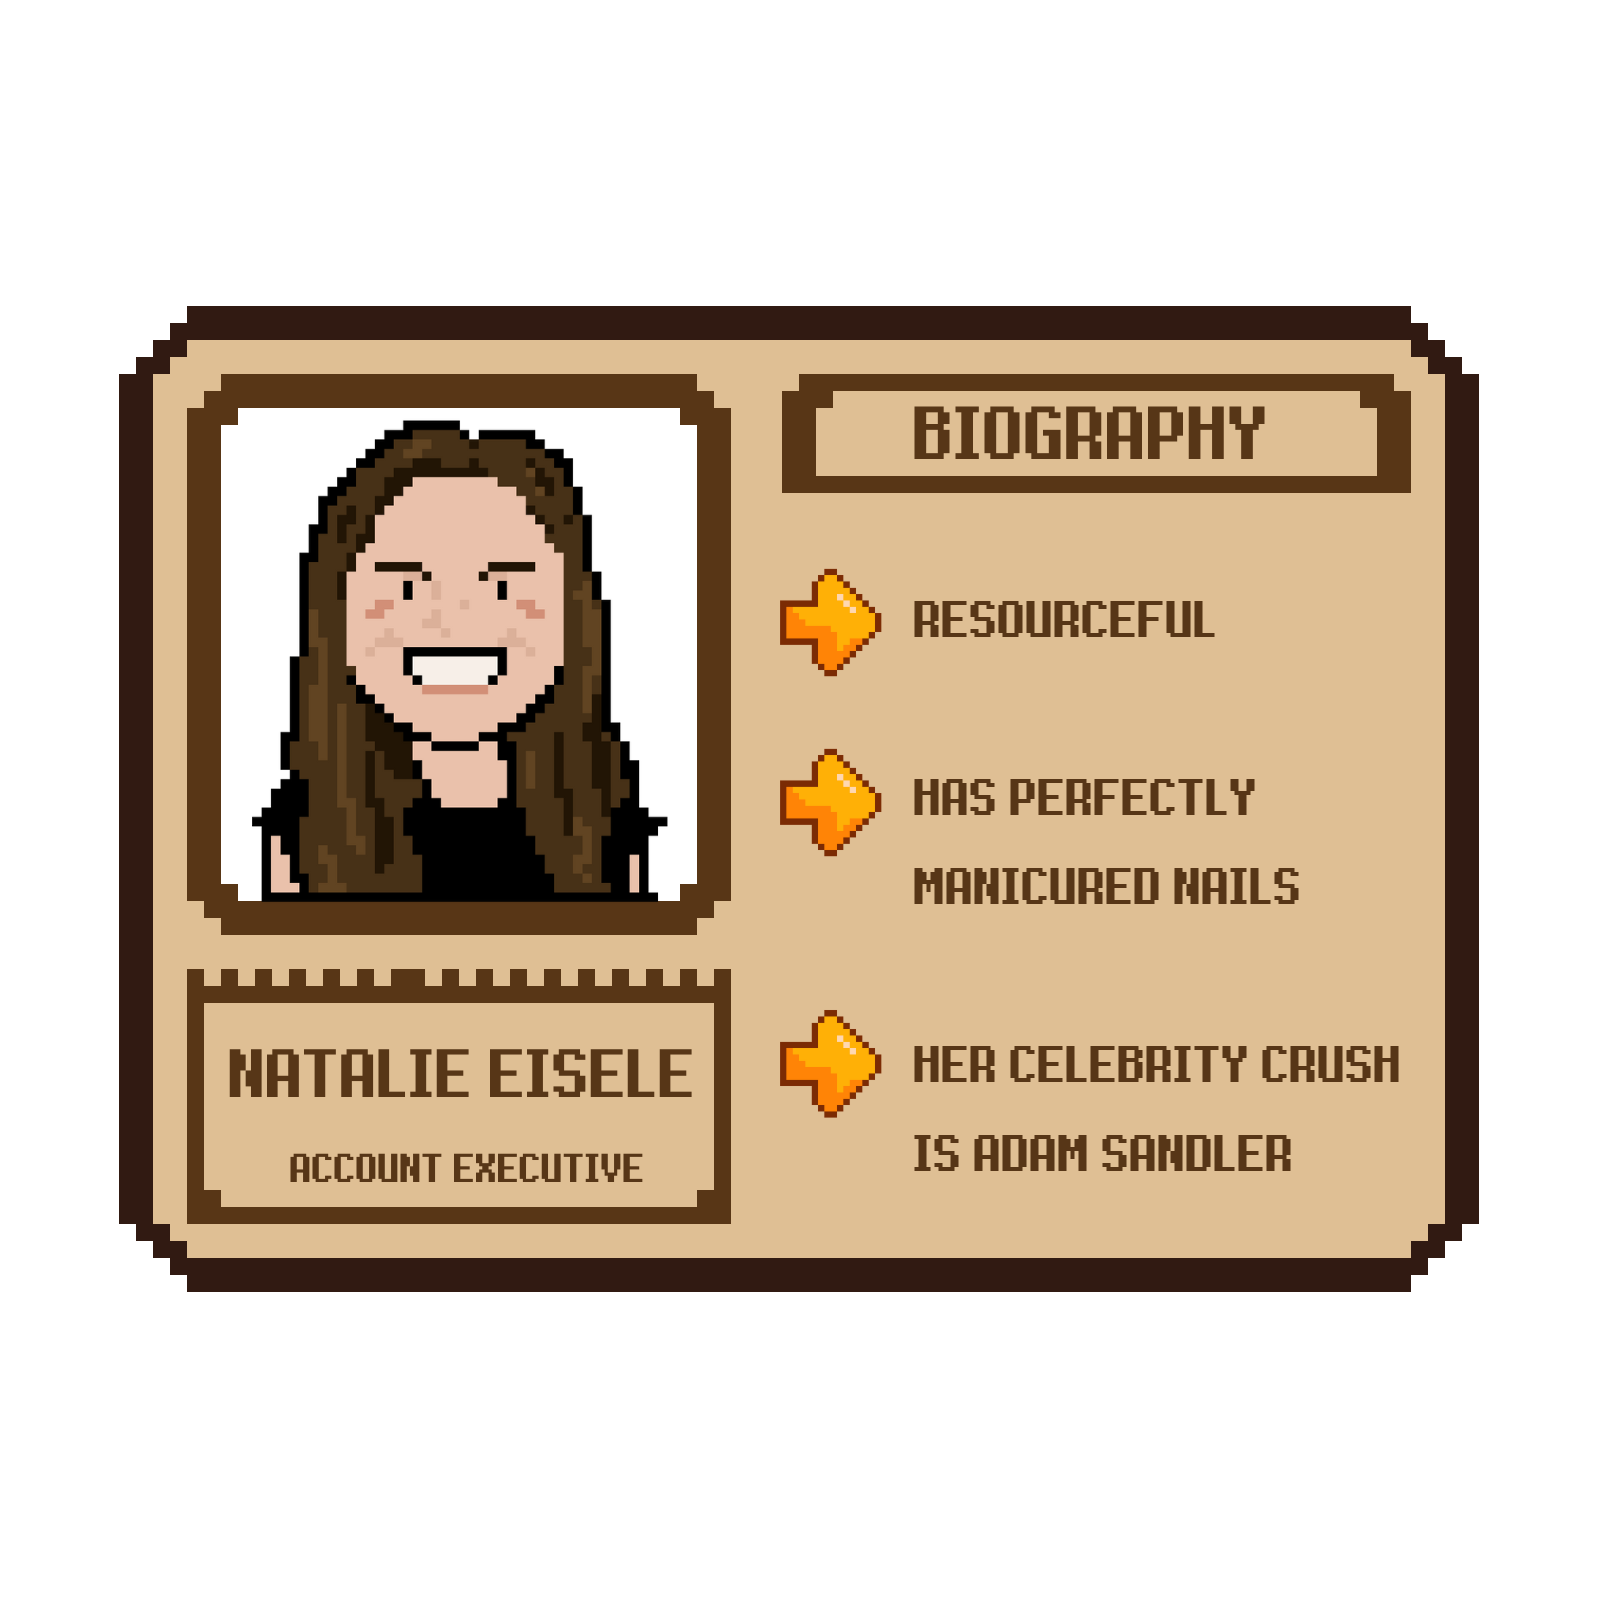 BIOGRAPHY
RESOURCEFUL
HAS PERFECTLY
MANICURED NAILS
HER CELEBRITY CRUSH
IS ADAM SANDLER
NATALIE EISELE
ACCOUNT EXECUTIVE